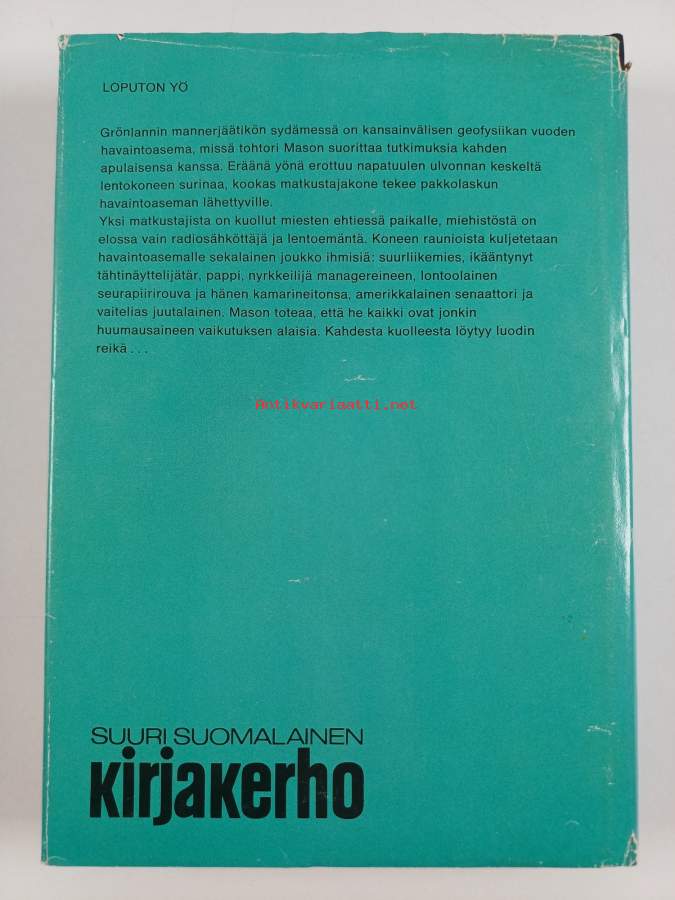 LOPUTON YÖ
Grönlannin mannerjäätikön sydämessä on kansainvälisen geofysiikan vuoden
havaintoasema, missä tohtori Mason suorittaa tutkimuksia kahden
apulaisensa kanssa. Eräänä yönä erottuu napatuulen ulvonnan keskeltä
lentokoneen surinaa, kookas matkustajakone tekee pakkolaskun
havaintoaseman lähettyville.
Yksi matkustajista on kuollut miesten ehtiessä paikalle, miehistöstä on
elossa vain radiosähköttäjä ja lentoemäntä. Koneen raunioista kuljetetaan
havaintoasemalle sekalainen joukko ihmisiä: suurliikemies, ikääntynyt
tähtinäyttelijätär, pappi, nyrkkeilijä managereineen, lontoolainen
seurapiirirouva ja hänen kamarineitonsa, amerikkalainen senaattori ja
vaitelias juutalainen. Mason toteaa, että he kaikki ovat jonkin
huumausaineen vaikutuksen alaisia. Kahdesta kuolleesta löytyy luodin
reikä...
Antikvariaatti.net
SUURI SUOMALAINEN
Kirjakerho